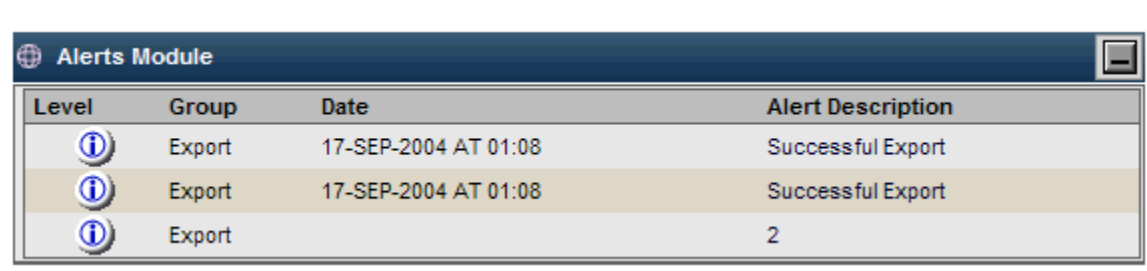 Alerts Module
Level Group Date Alert Description
Export 17-SEP-2004 AT 01:08 Successful Export
Export 17-SEP-2004 AT 01:08 Successful Export
Export 2